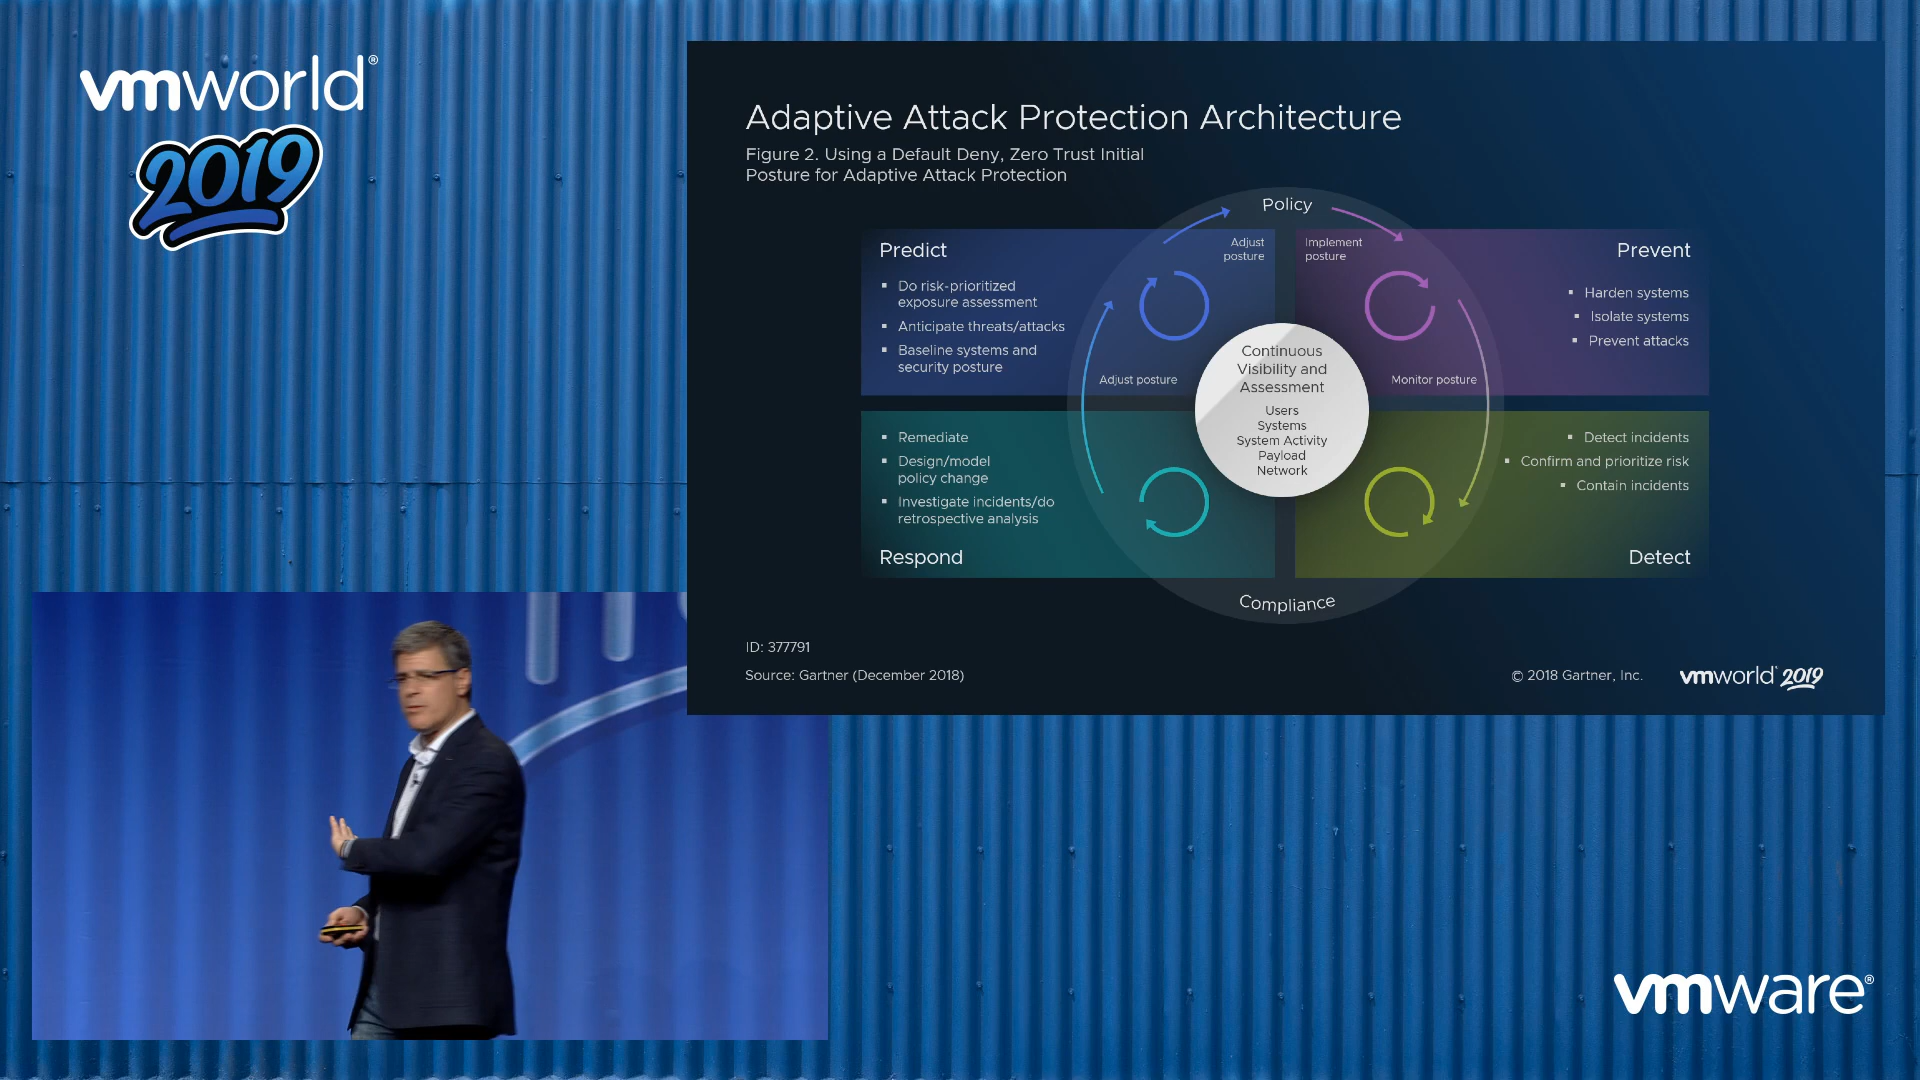 vmworld®
2019
Adaptive Attack Protection Architecture
Figure 2. Using a Default Deny, Zero Trust Initial
Posture for Adaptive Attack Protection
Policy
Predict
Adjust
posture
▪ Do risk-prioritized
exposure assessment
▪ Anticipate threats/attacks
▪ Baseline systems and
security posture
Adjust posture
Implement
posture
Prevent
▪ Harden systems
▪ Isolate systems
▪ Prevent attacks
Monitor posture
Continuous
Visibility and
Assessment
Users
Systems
System Activity
Payload
Network
▪ Remediate
▪ Design/model
policy change
▪ Investigate incidents/do
retrospective analysis
Respond
▪ Detect incidents
▪ Confirm and prioritize risk
▪ Contain incidents
Detect
Compliance
ID: 377791
Source: Gartner (December 2018)
© 2018 Gartner, Inc.
vmworld® 2019
vmware®